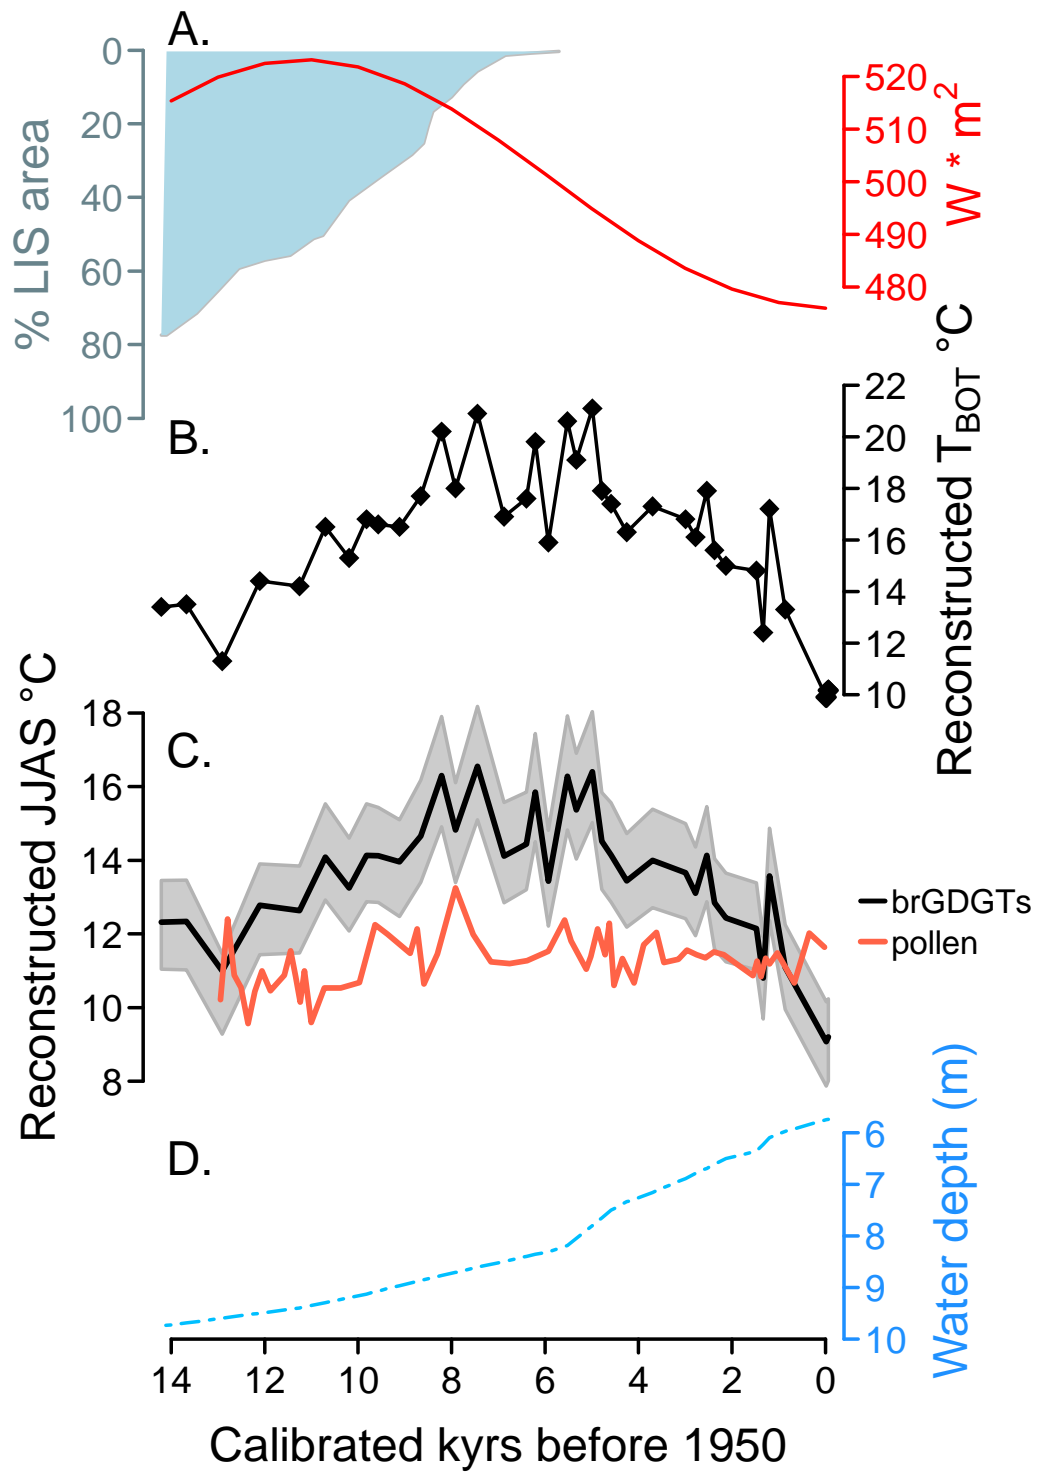 A.
0
20
40
60
80
100
% LIS area
520
510
500
490
480
W * m2
B.
22
20
18
16
14
12
10
Reconstructed TBOT °C
C.
18
16
14
12
10
8
Reconstructed JJAS °C
brGDGTs
pollen
D.
6
7
8
9
10
Water depth (m)
14 12 10 8 6 4 2 0
Calibrated kyrs before 1950